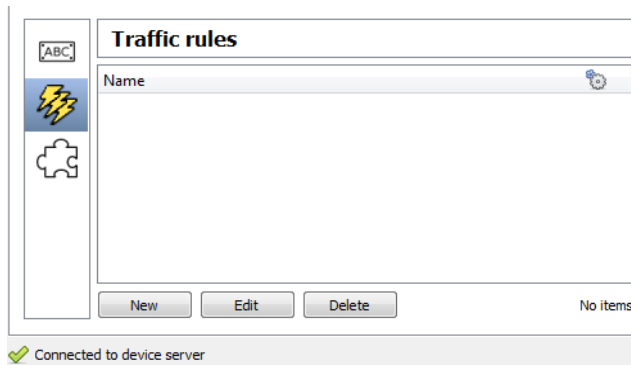 ABC
Traffic rules
Name
New Edit Delete No items
Connected to device server